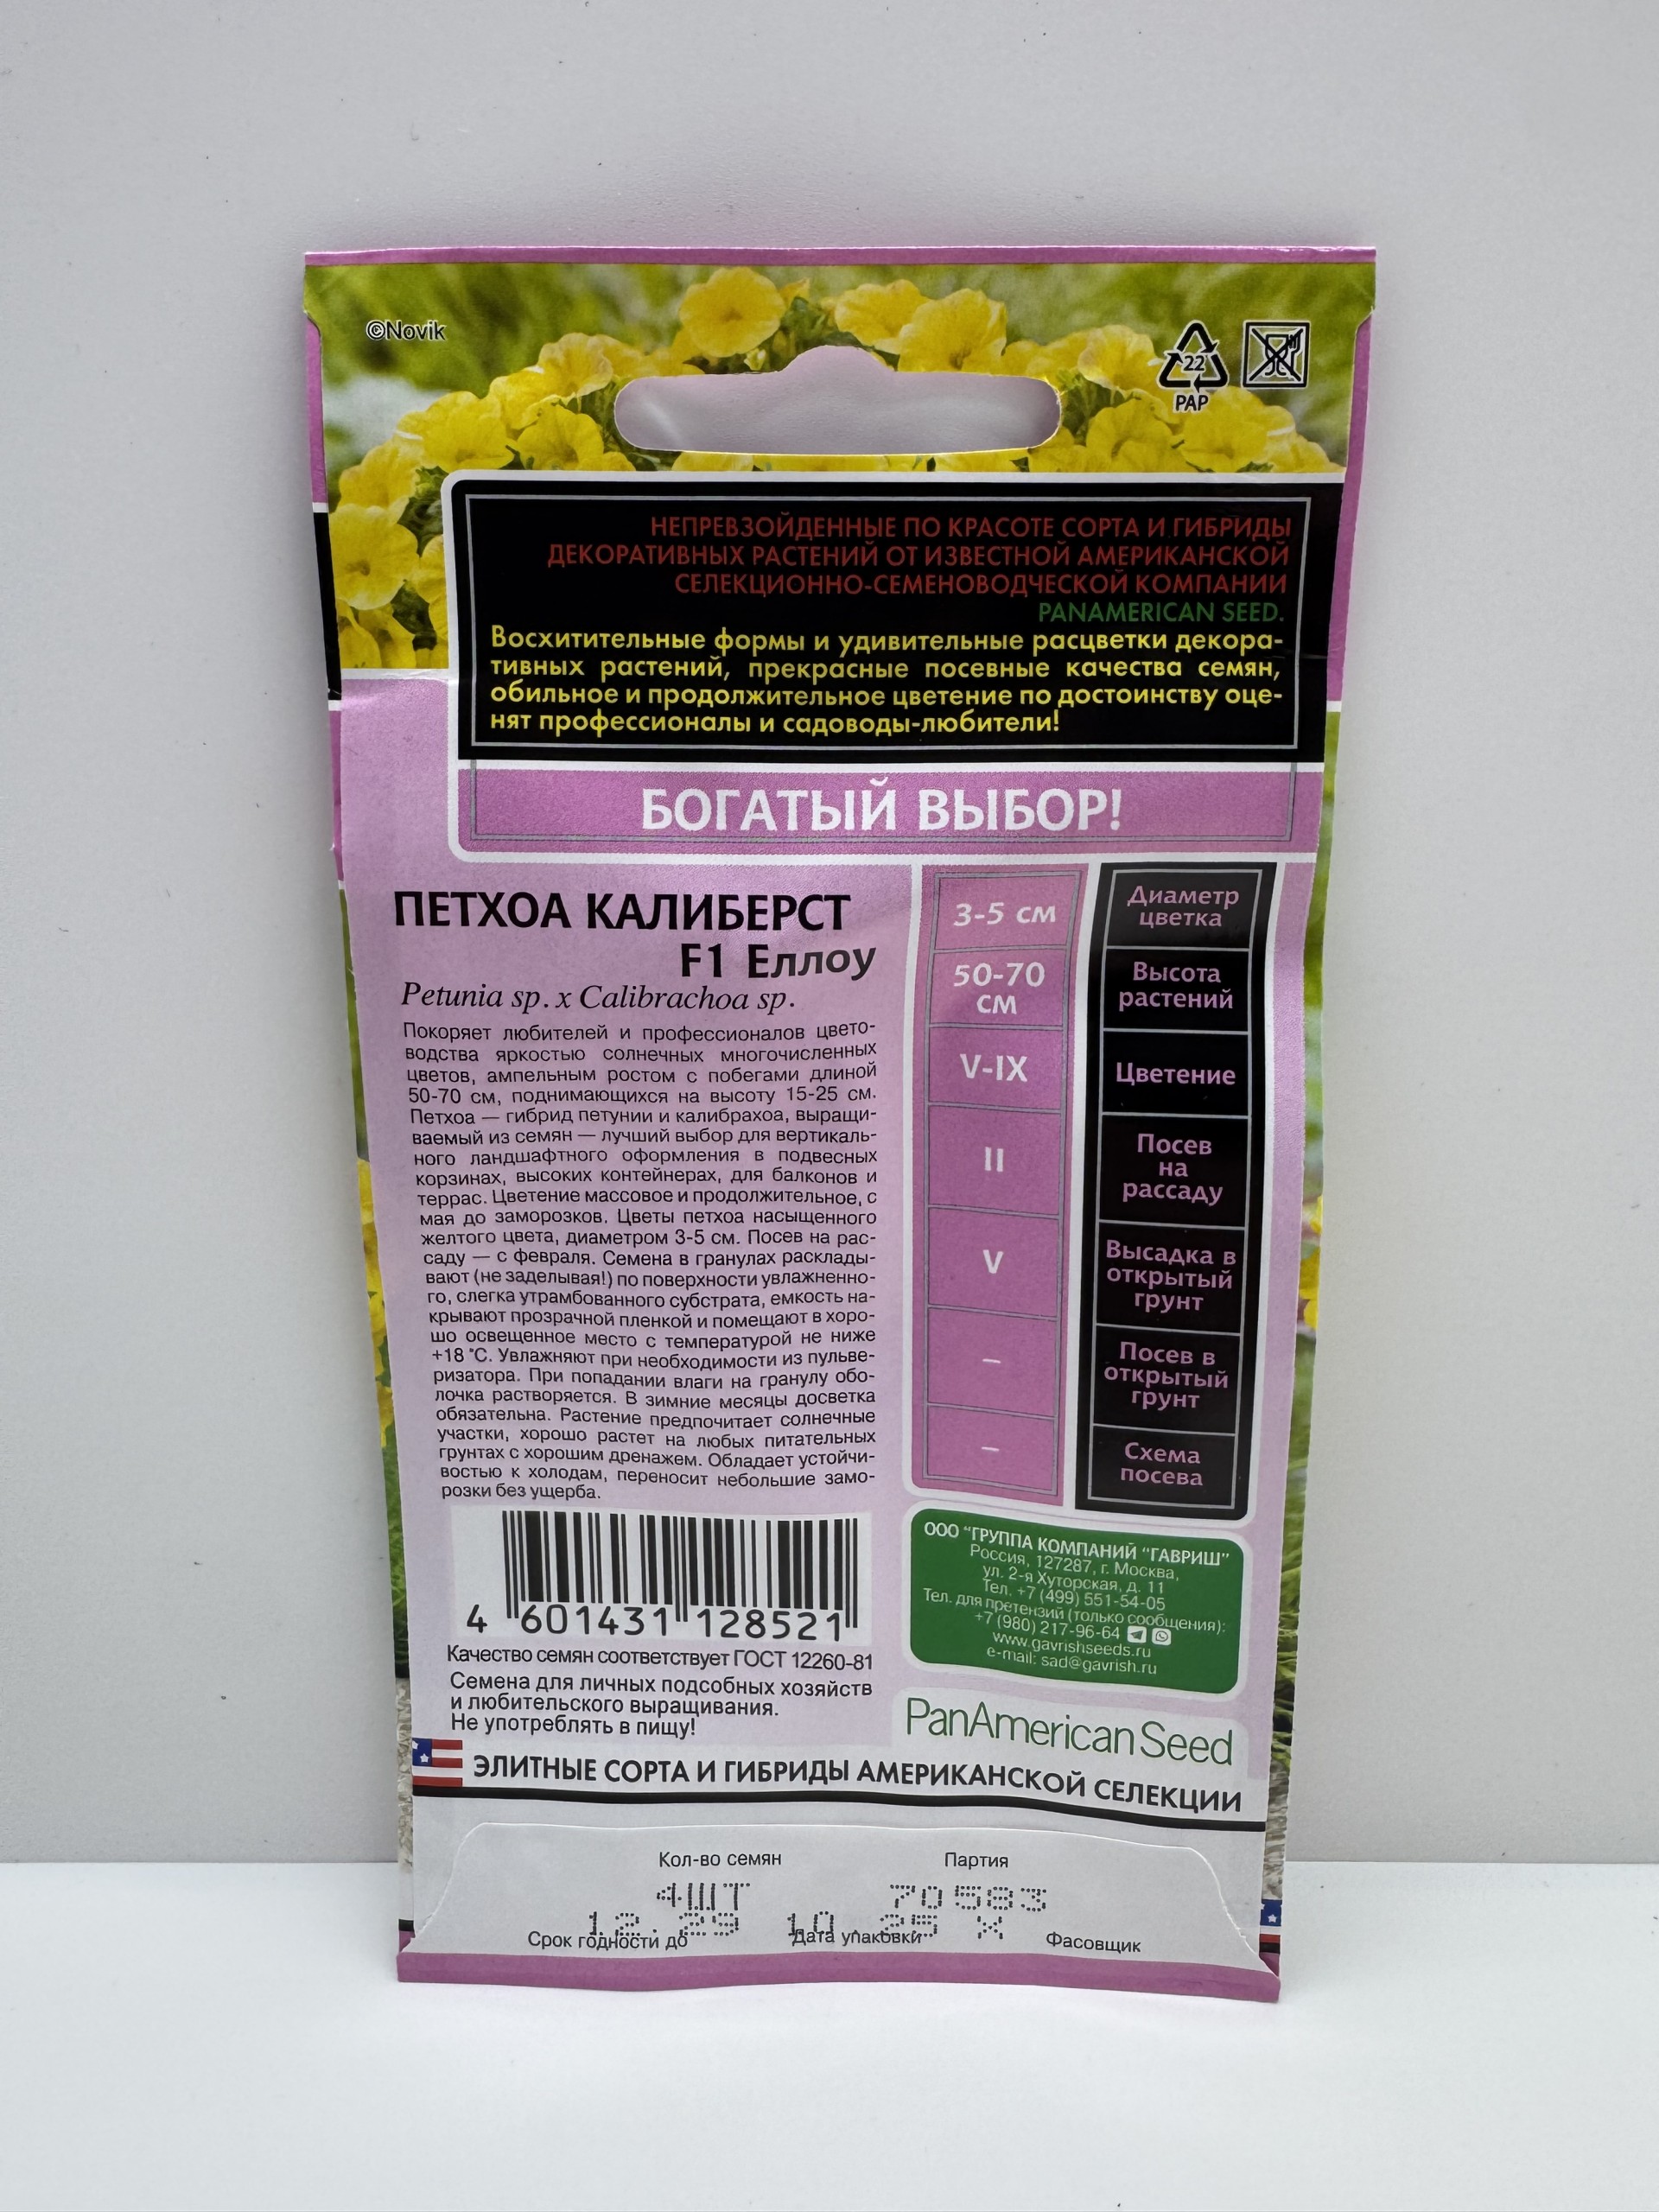 ©Novik
22
PAP
НЕПРЕВЗОЙДЕННЫЕ ПО КРАСОТЕ СОРТА И ГИБРИДЫ
ДЕКОРАТИВНЫХ РАСТЕНИЙ ОТ ИЗВЕСТНОЙ АМЕРИКАНСКОЙ
СЕЛЕКЦИОННО-СЕМЕНОВОДЧЕСКОЙ КОМПАНИИ
PANAMERICAN SEED.
Восхитительные формы и удивительные расцветки декора-
тивных растений, прекрасные посевные качества семян,
обильное и продолжительное цветение по достоинству оце-
нят профессионалы и садоводы-любители!
БОГАТЫЙ ВЫБОР!
ПЕТХОА КАЛИБЕРСТ
F1 Еллоу
Petunia sp. x Calibrachoa sp.
Покоряет любителей и профессионалов цвето-
водства яркостью солнечных многочисленных
цветов, ампельным ростом с побегами длиной
50-70 см, поднимающихся на высоту 15-25 см.
Петхоа — гибрид петунии и калибрахоа, выращи-
ваемый из семян — лучший выбор для вертикаль-
ного ландшафтного оформления в подвесных
корзинах, высоких контейнерах, для балконов и
террас. Цветение массовое и продолжительное, с
мая до заморозков. Цветы петхоа насыщенного
желтого цвета, диаметром 3-5 см. Посев на рас-
саду — с февраля. Семена в гранулах расклады-
вают (не заделывая!) по поверхности увлажненно-
го, слегка утрамбованного субстрата, емкость на-
крывают прозрачной пленкой и помещают в хоро-
шо освещенное место с температурой не ниже
+18 °С. Увлажняют при необходимости из пульве-
ризатора. При попадании влаги на гранулу обо-
лочка растворяется. В зимние месяцы досветка
обязательна. Растение предпочитает солнечные
участки, хорошо растет на любых питательных
грунтах с хорошим дренажем. Обладает устойчи-
востью к холодам, переносит небольшие замо-
розки без ущерба.
3-5 см
Диаметр
цветка
50-70
см
Высота
растений
V-IX
Цветение
II
Посев
на
рассаду
V
Высадка в
открытый
грунт
–
Посев в
открытый
грунт
–
Схема
посева
4 601431 128521
Качество семян соответствует ГОСТ 12260-81
Семена для личных подсобных хозяйств
и любительского выращивания.
Не употреблять в пищу!
ООО "ГРУППА КОМПАНИЙ "ГАВРИШ"
Россия, 127287, г. Москва,
ул. 2-я Хуторская, д. 11
Тел. +7 (499) 551-54-05
Тел. для претензий (только сообщения):
+7 (980) 217-96-64
www.gavrishseeds.ru
e-mail: sad@gavrish.ru
PanAmerican Seed
ЭЛИТНЫЕ СОРТА И ГИБРИДЫ АМЕРИКАНСКОЙ СЕЛЕКЦИИ
Кол-во семян Партия
4ШТ 70583
12.29 10.25 X
Срок годности до Дата упаковки Фасовщик